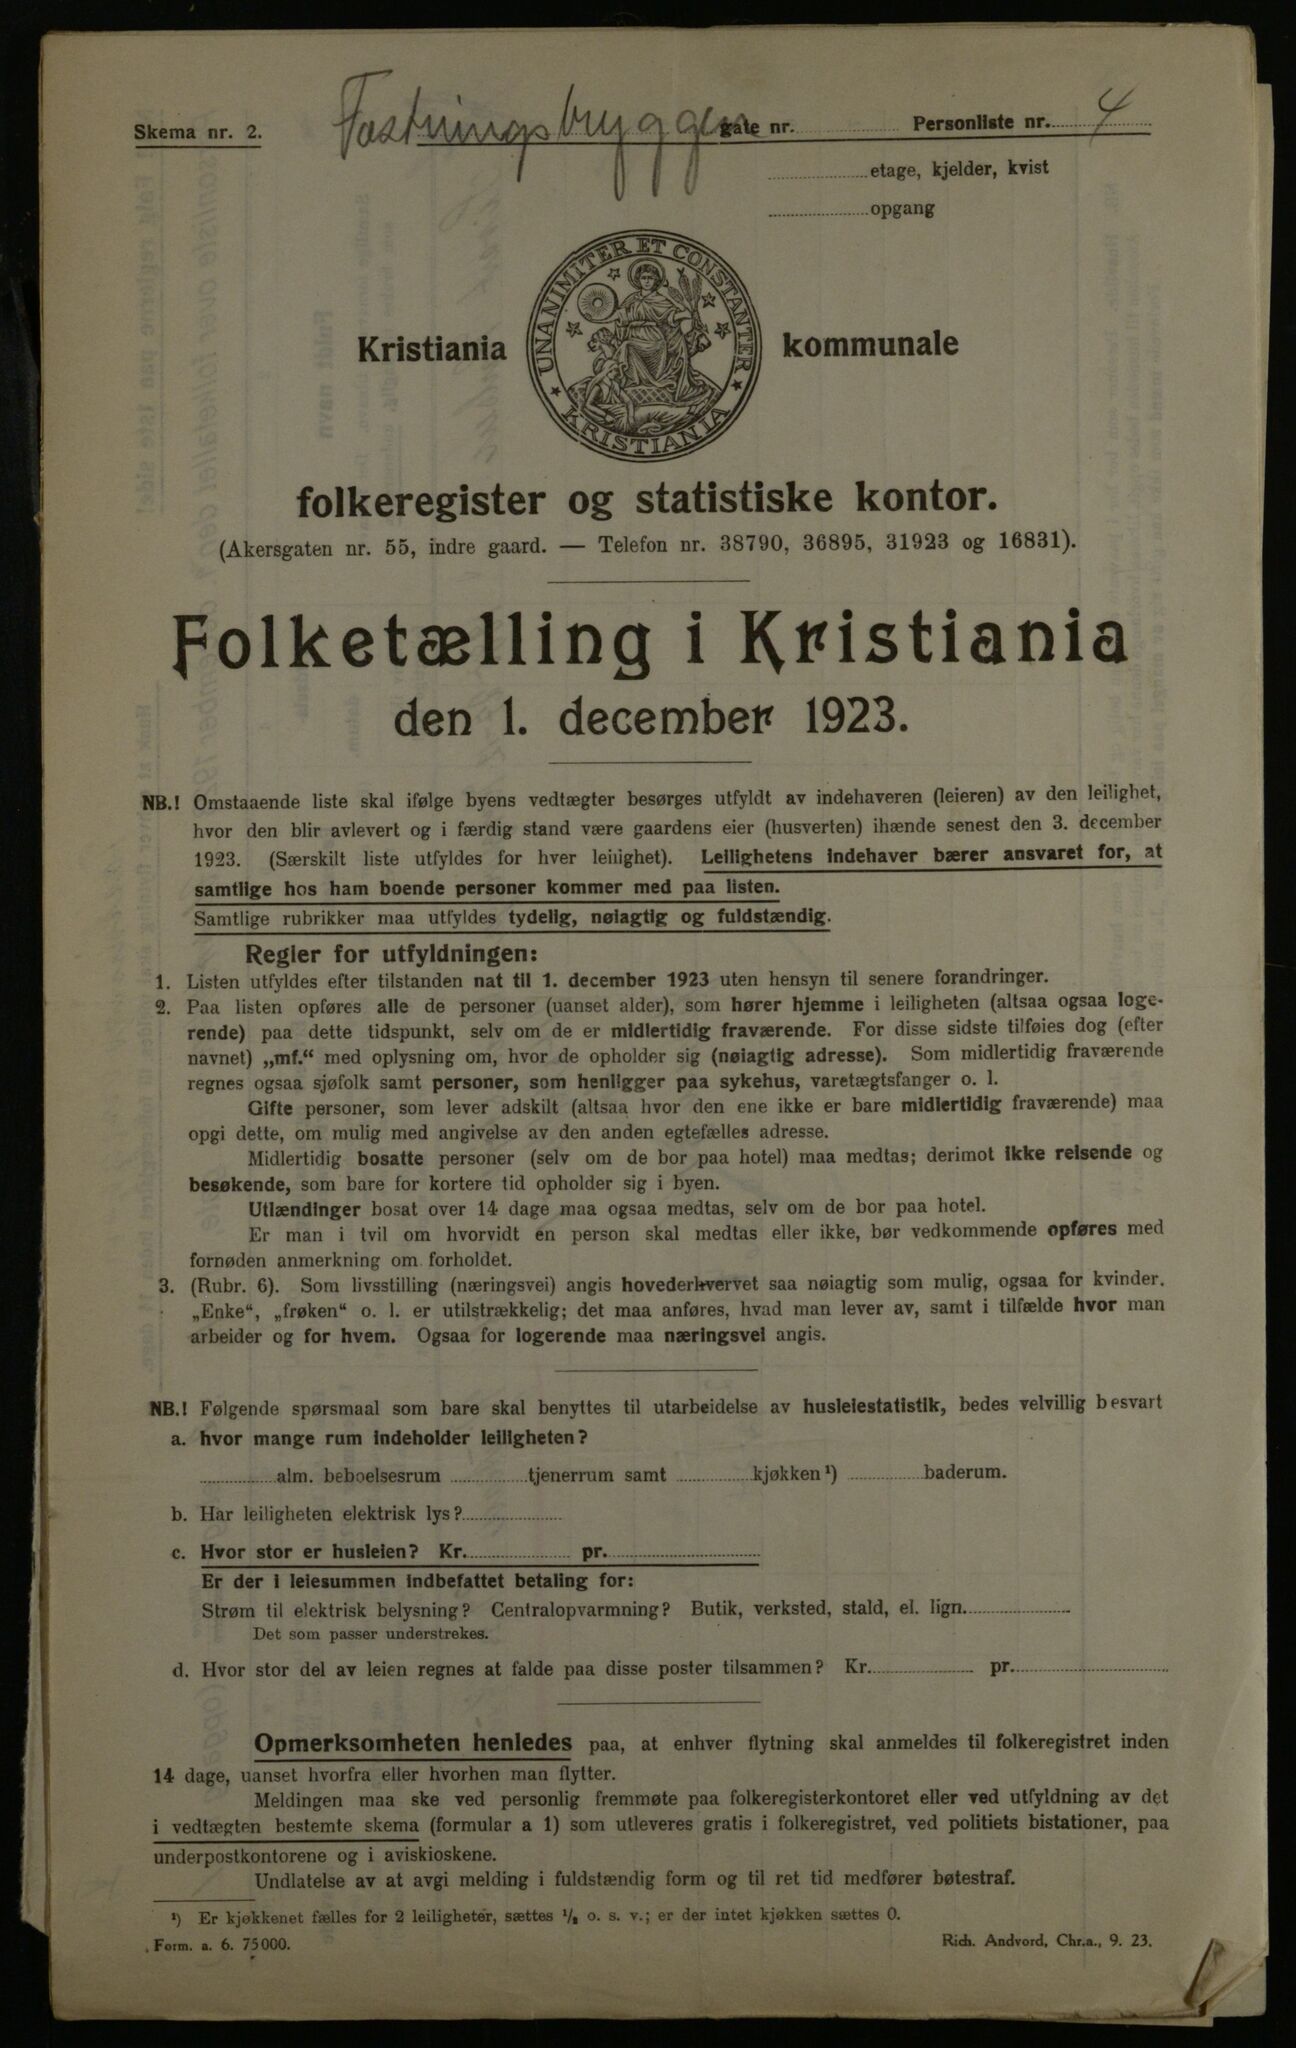 Skema nr. 2. Fæstningsbryggen gate nr. Personliste nr. 4
etage, kjelder, kvist
opgang
UNANIMITER ET CONSTANTER
KRISTIANIA
Kristiania kommunale
folkeregister og statistiske kontor.
(Akersgaten nr. 55, indre gaard. — Telefon nr. 38790, 36895, 31923 og 16831).
Folketælling i Kristiania
den 1. december 1923.
NB.! Omstaaende liste skal ifølge byens vedtægter besørges utfyldt av indehaveren (leieren) av den leilighet,
hvor den blir avlevert og i færdig stand være gaardens eier (husverten) ihænde senest den 3. december
1923. (Særskilt liste utfyldes for hver leilighet). Leilighetens indehaver bærer ansvaret for, at
samtlige hos ham boende personer kommer med paa listen.
Samtlige rubrikker maa utfyldes tydelig, nøiagtig og fuldstændig.
Regler for utfyldningen:
1. Listen utfyldes efter tilstanden nat til 1. december 1923 uten hensyn til senere forandringer.
2. Paa listen opføres alle de personer (uanset alder), som hører hjemme i leiligheten (altsaa ogsaa loge-
rende) paa dette tidspunkt, selv om de er midlertidig fraværende. For disse sidste tilføies dog (efter
navnet) „mf.“ med oplysning om, hvor de opholder sig (nøiagtig adresse). Som midlertidig fraværende
regnes ogsaa sjøfolk samt personer, som henligger paa sykehus, varetægtsfanger o. l.
Gifte personer, som lever adskilt (altsaa hvor den ene ikke er bare midlertidig fraværende) maa
opgi dette, om mulig med angivelse av den anden egtefælles adresse.
Midlertidig bosatte personer (selv om de bor paa hotel) maa medtas; derimot ikke reisende og
besøkende, som bare for kortere tid opholder sig i byen.
Utlændinger bosat over 14 dage maa ogsaa medtas, selv om de bor paa hotel.
Er man i tvil om hvorvidt en person skal medtas eller ikke, bør vedkommende opføres med
fornøden anmerkning om forholdet.
3. (Rubr. 6). Som livsstilling (næringsvei) angis hovederhvervet saa nøiagtig som mulig, ogsaa for kvinder.
„Enke“, „frøken“ o. l. er utilstrækkelig; det maa anføres, hvad man lever av, samt i tilfælde hvor man
arbeider og for hvem. Ogsaa for logerende maa næringsvei angis.
NB.! Følgende spørsmaal som bare skal benyttes til utarbeidelse av husleiestatistik, bedes velvillig besvart
a. hvor mange rum indeholder leiligheten?
alm. beboelsesrum tjenerrum samt kjøkken ¹) baderum.
b. Har leiligheten elektrisk lys?
c. Hvor stor er husleien? Kr. pr.
Er der i leiesummen indbefattet betaling for:
Strøm til elektrisk belysning? Centralopvarmning? Butik, verksted, stald, el. lign.
Det som passer understrekes.
d. Hvor stor del av leien regnes at falde paa disse poster tilsammen? Kr. pr.
Opmerksomheten henledes paa, at enhver flytning skal anmeldes til folkeregistret inden
14 dage, uanset hvorfra eller hvorhen man flytter.
Meldingen maa ske ved personlig fremmøte paa folkeregisterkontoret eller ved utfyldning av det
i vedtægten bestemte skema (formular a 1) som utleveres gratis i folkeregistret, ved politiets bistationer, paa
underpostkontorene og i aviskioskene.
Undlatelse av at avgi melding i fuldstændig form og til ret tid medfører bøtestraf.
¹) Er kjøkkenet fælles for 2 leiligheter, sættes ½ o. s. v.; er der intet kjøkken sættes 0.
Form. a. 6. 75000. Rich. Andvord, Chr.a., 9. 23.